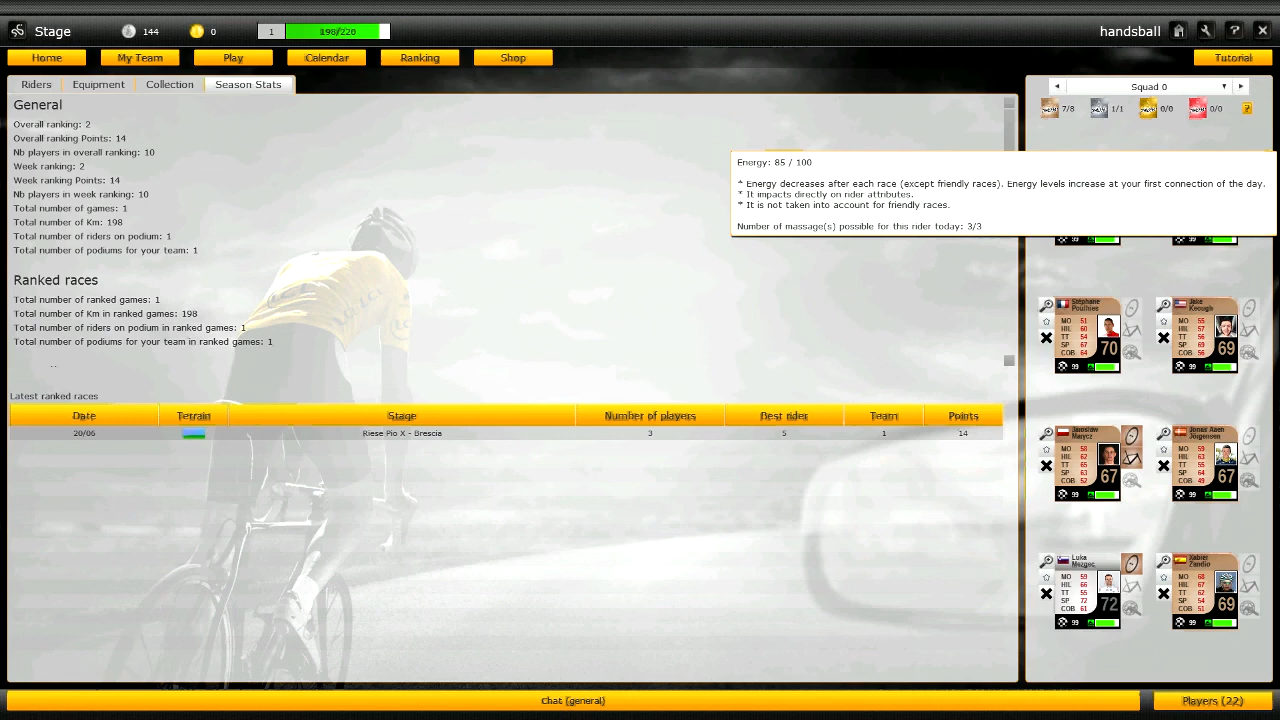 Stage
144
0
1
198/220
handsball
Home
My Team
Play
Calendar
Ranking
Shop
Tutorial
Riders
Equipment
Collection
Season Stats
Squad 0
7/8
1/1
0/0
0/0
General
Overall ranking: 2
Overall ranking Points: 14
Nb players in overall ranking: 10
Week ranking: 2
Week ranking Points: 14
Nb players in week ranking: 10
Total number of games: 1
Total number of Km: 198
Total number of riders on podium: 1
Total number of podiums for your team: 1
Ranked races
Total number of ranked games: 1
Total number of Km in ranked games: 198
Total number of riders on podium in ranked games: 1
Total number of podiums for your team in ranked games: 1
Latest ranked races
Date Terrain Stage Number of players Best rider Team Points
20/06 Riese Pio X - Brescia 3 5 1 14
Energy: 85 / 100
* Energy decreases after each race (except friendly races). Energy levels increase at your first connection of the day.
* It impacts directly on rider attributes.
* It is not taken into account for friendly races.
Number of massage(s) possible for this rider today: 3/3
99
99
Stéphane
Poulhies
MO 51
HIL 60
TT 54
SP 67
COB 64
70
99
Jake
Keough
MO 55
HIL 57
TT 56
SP 69
COB 56
69
99
Jaroslaw
Marycz
MO 58
HIL 62
TT 65
SP 63
COB 52
67
99
Jonas Aaen
Jörgensen
MO 59
HIL 63
TT 55
SP 64
COB 49
67
99
Luka
Mezgec
MO 59
HIL 66
TT 55
SP 72
COB 61
72
99
Xabier
Zandio
MO 68
HIL 67
TT 62
SP 54
COB 51
69
99
Chat (general)
Players (22)